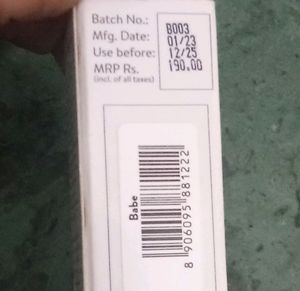 Batch No.: B003
Mfg. Date: 01/23
Use before: 12/25
MRP Rs. 190.00
(incl. of all taxes)
Babe
8 906095 881222